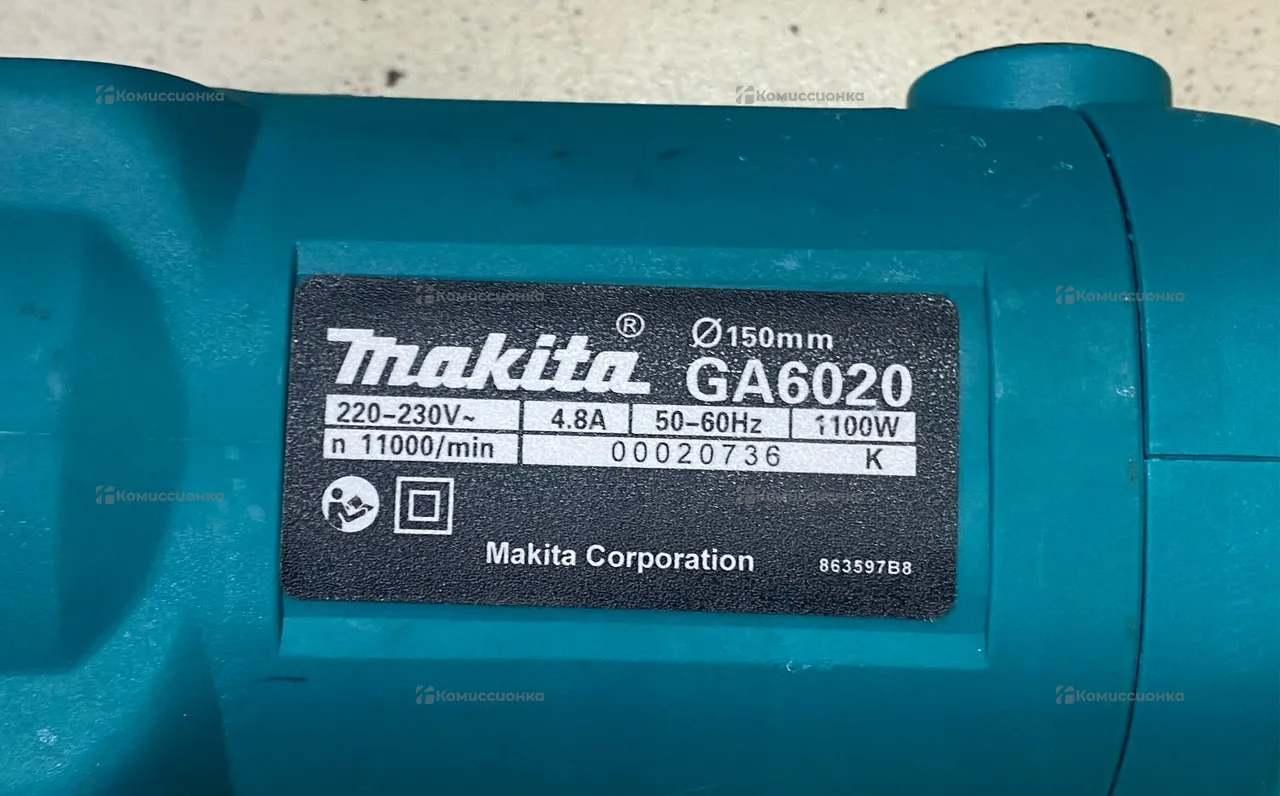 Комиссионка
Комиссионка
Комиссионка
Комиссионка
makita®
Ø150mm
GA6020
220-230V~ 4.8A 50-60Hz 1100W
n 11000/min 00020736 K
Комиссионка
Комиссионка
Makita Corporation 863597B8
Комиссионка
Комиссионка